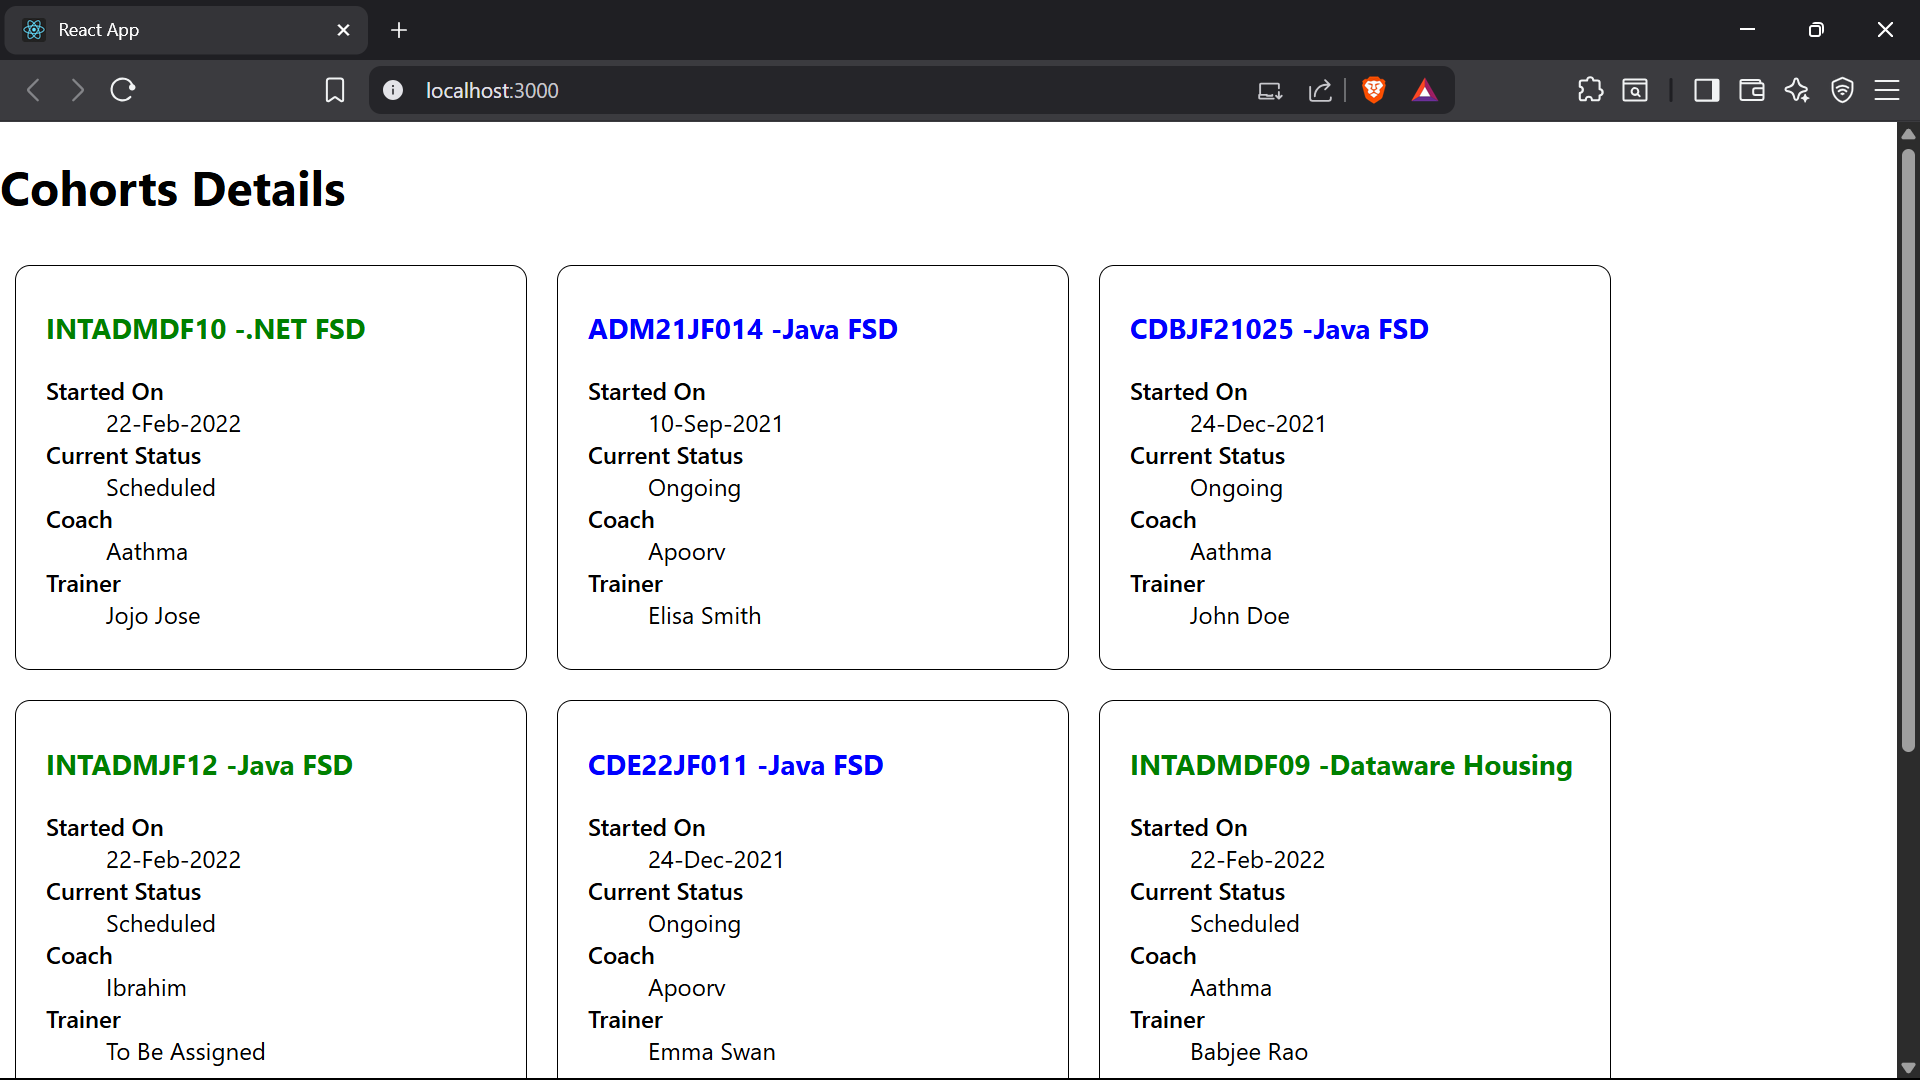 React App
localhost:3000
Cohorts Details
INTADMDF10 -.NET FSD
Started On
22-Feb-2022
Current Status
Scheduled
Coach
Aathma
Trainer
Jojo Jose
ADM21JF014 -Java FSD
Started On
10-Sep-2021
Current Status
Ongoing
Coach
Apoorv
Trainer
Elisa Smith
CDBJF21025 -Java FSD
Started On
24-Dec-2021
Current Status
Ongoing
Coach
Aathma
Trainer
John Doe
INTADMJF12 -Java FSD
Started On
22-Feb-2022
Current Status
Scheduled
Coach
Ibrahim
Trainer
To Be Assigned
CDE22JF011 -Java FSD
Started On
24-Dec-2021
Current Status
Ongoing
Coach
Apoorv
Trainer
Emma Swan
INTADMDF09 -Dataware Housing
Started On
22-Feb-2022
Current Status
Scheduled
Coach
Aathma
Trainer
Babjee Rao